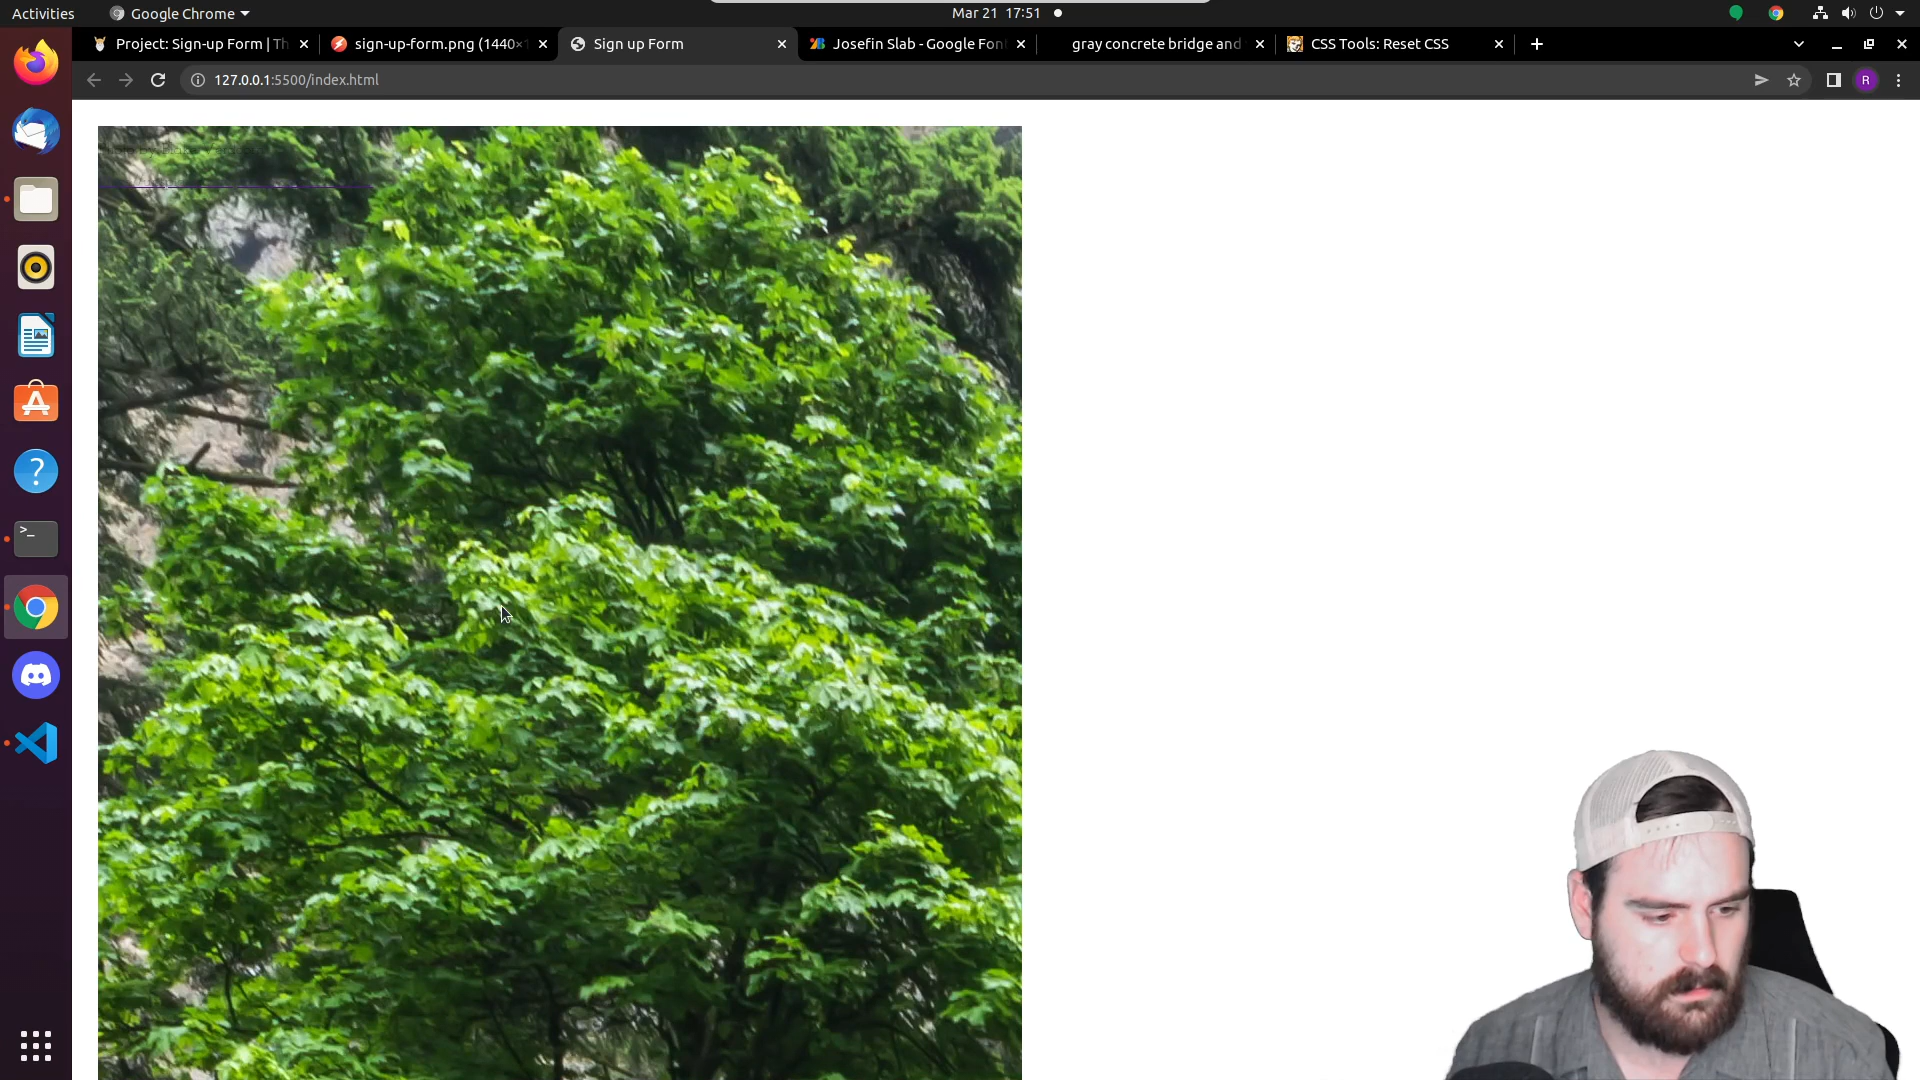 Activities
Google Chrome
Mar 21 17:51
Project: Sign-up Form | Th
sign-up-form.png (1440×
Sign up Form
Josefin Slab - Google Fon
gray concrete bridge and
CSS Tools: Reset CSS
127.0.0.1:5500/index.html
R